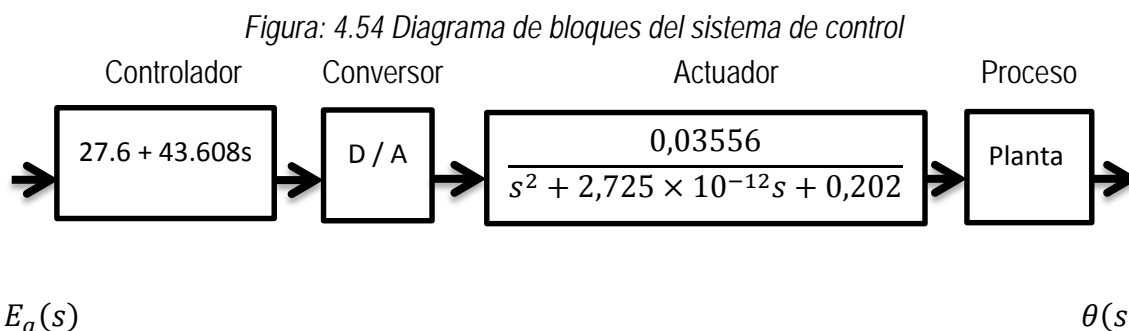 Figura: 4.54 Diagrama de bloques del sistema de control
Controlador Conversor Actuador Proceso
27.6 + 43.608s
D / A
0,03556
s² + 2,725 × 10⁻¹²s + 0,202
Planta
Eₐ(s) θ(s